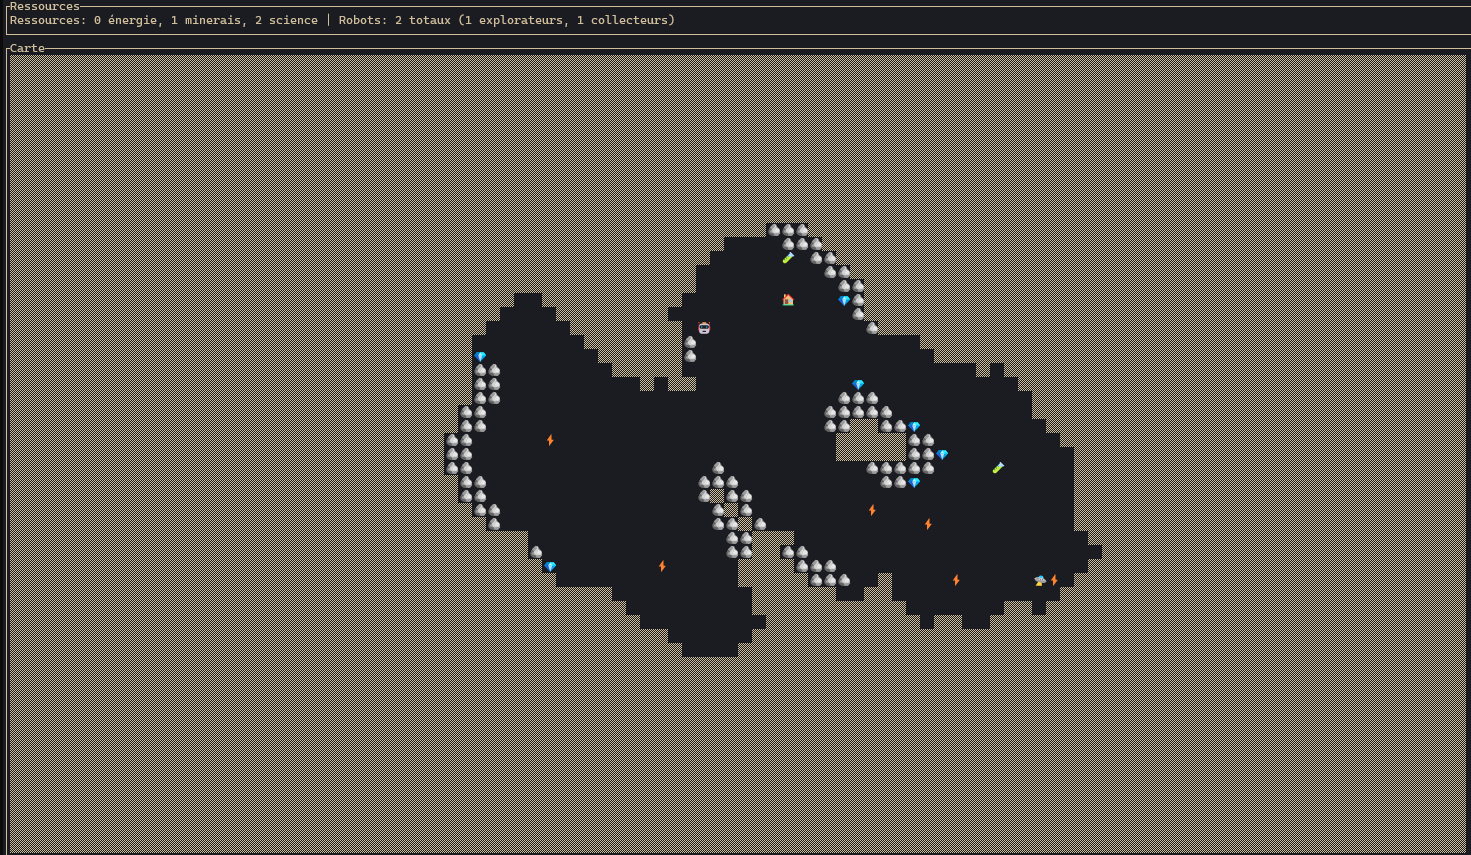 Ressources
Ressources: 0 énergie, 1 minerais, 2 science | Robots: 2 totaux (1 explorateurs, 1 collecteurs)
Carte